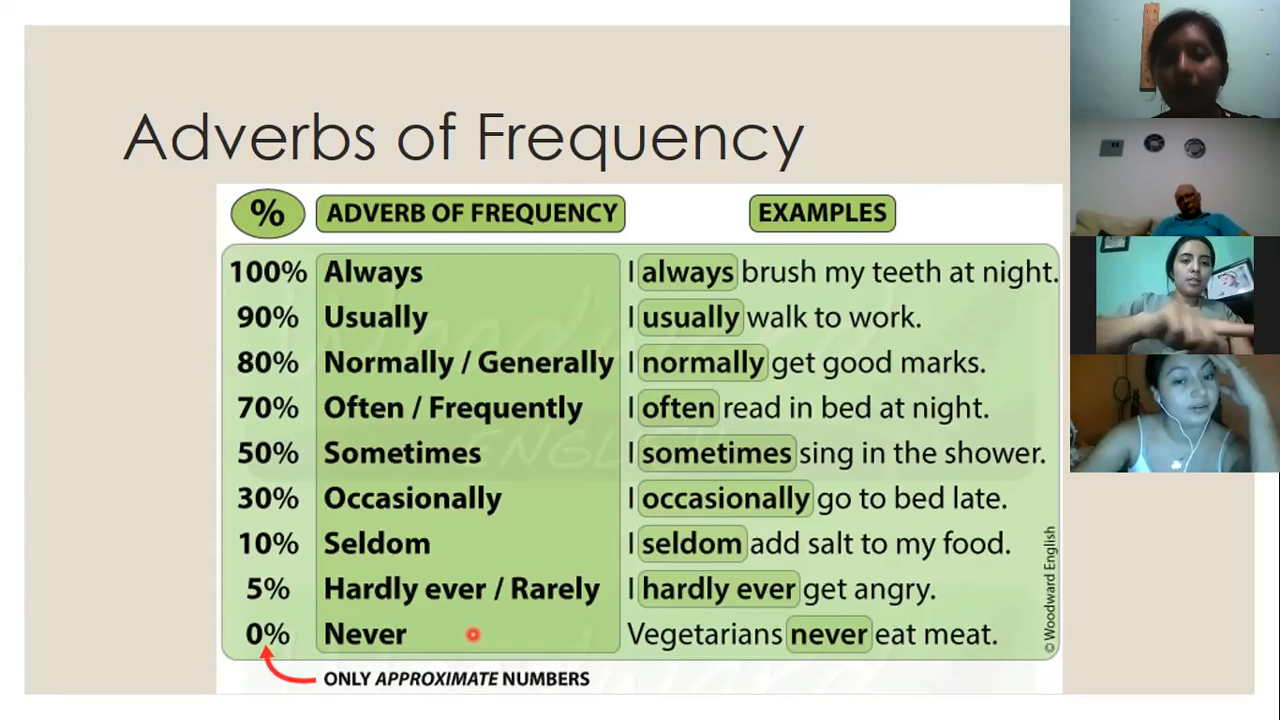 Adverbs of Frequency
% ADVERB OF FREQUENCY EXAMPLES
100% Always I always brush my teeth at night.
90% Usually I usually walk to work.
80% Normally / Generally I normally get good marks.
70% Often / Frequently I often read in bed at night.
50% Sometimes I sometimes sing in the shower.
30% Occasionally I occasionally go to bed late.
10% Seldom I seldom add salt to my food.
5% Hardly ever / Rarely I hardly ever get angry.
0% Never Vegetarians never eat meat.
ONLY APPROXIMATE NUMBERS
© Woodward English